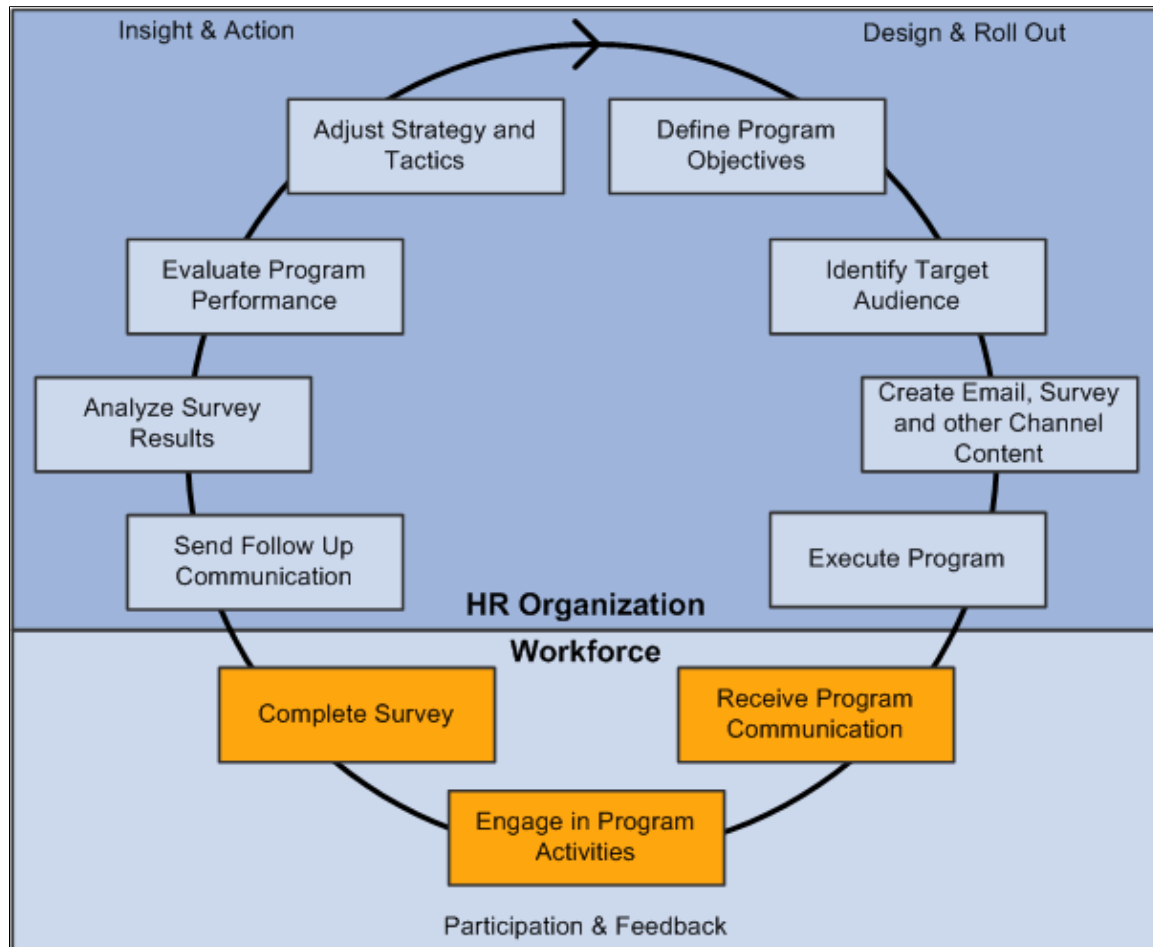 Insight & Action
Design & Roll Out
Adjust Strategy and
Tactics
Define Program
Objectives
Evaluate Program
Performance
Identify Target
Audience
Analyze Survey
Results
Create Email, Survey
and other Channel
Content
Send Follow Up
Communication
Execute Program
HR Organization
Workforce
Complete Survey
Receive Program
Communication
Engage in Program
Activities
Participation & Feedback